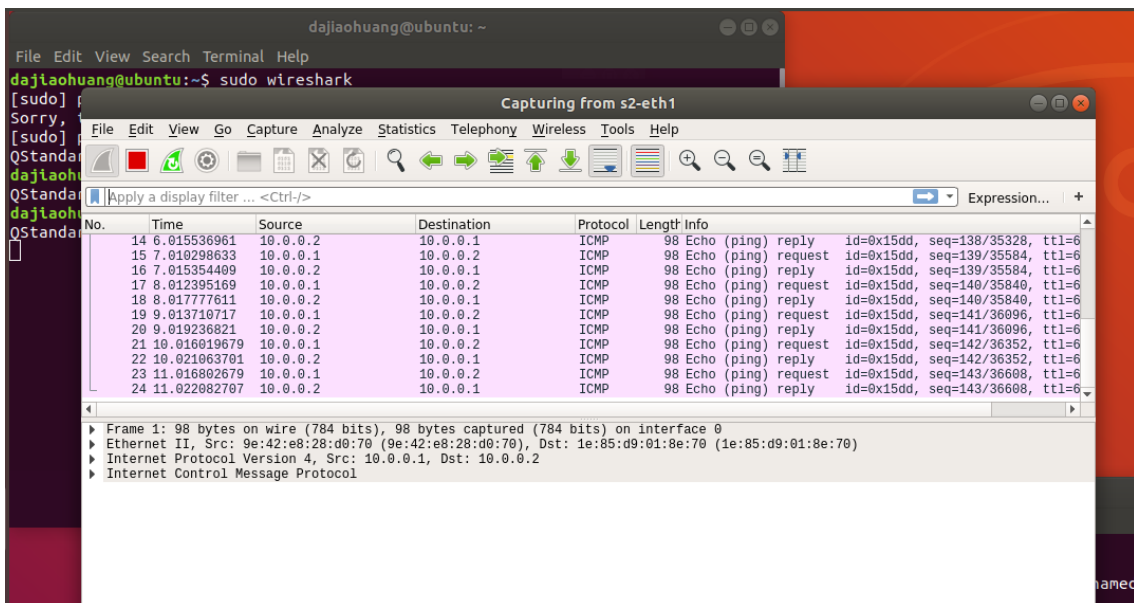 dajiaohuang@ubuntu: ~
File Edit View Search Terminal Help
dajiaohuang@ubuntu:~$ sudo wireshark
[sudo] p
Sorry, t
[sudo] p
QStandar
dajiaohu
QStandar
dajiaohu
QStandar
Capturing from s2-eth1
File Edit View Go Capture Analyze Statistics Telephony Wireless Tools Help
Apply a display filter ... <Ctrl-/> Expression... +
No. Time Source Destination Protocol Length Info
14 6.015536961 10.0.0.2 10.0.0.1 ICMP 98 Echo (ping) reply id=0x15dd, seq=138/35328, ttl=6
15 7.010298633 10.0.0.1 10.0.0.2 ICMP 98 Echo (ping) request id=0x15dd, seq=139/35584, ttl=6
16 7.015354409 10.0.0.2 10.0.0.1 ICMP 98 Echo (ping) reply id=0x15dd, seq=139/35584, ttl=6
17 8.012395169 10.0.0.1 10.0.0.2 ICMP 98 Echo (ping) request id=0x15dd, seq=140/35840, ttl=6
18 8.017777611 10.0.0.2 10.0.0.1 ICMP 98 Echo (ping) reply id=0x15dd, seq=140/35840, ttl=6
19 9.013710717 10.0.0.1 10.0.0.2 ICMP 98 Echo (ping) request id=0x15dd, seq=141/36096, ttl=6
20 9.019236821 10.0.0.2 10.0.0.1 ICMP 98 Echo (ping) reply id=0x15dd, seq=141/36096, ttl=6
21 10.016019679 10.0.0.1 10.0.0.2 ICMP 98 Echo (ping) request id=0x15dd, seq=142/36352, ttl=6
22 10.021063701 10.0.0.2 10.0.0.1 ICMP 98 Echo (ping) reply id=0x15dd, seq=142/36352, ttl=6
23 11.016802679 10.0.0.1 10.0.0.2 ICMP 98 Echo (ping) request id=0x15dd, seq=143/36608, ttl=6
24 11.022082707 10.0.0.2 10.0.0.1 ICMP 98 Echo (ping) reply id=0x15dd, seq=143/36608, ttl=6
Frame 1: 98 bytes on wire (784 bits), 98 bytes captured (784 bits) on interface 0
Ethernet II, Src: 9e:42:e8:28:d0:70 (9e:42:e8:28:d0:70), Dst: 1e:85:d9:01:8e:70 (1e:85:d9:01:8e:70)
Internet Protocol Version 4, Src: 10.0.0.1, Dst: 10.0.0.2
Internet Control Message Protocol
named